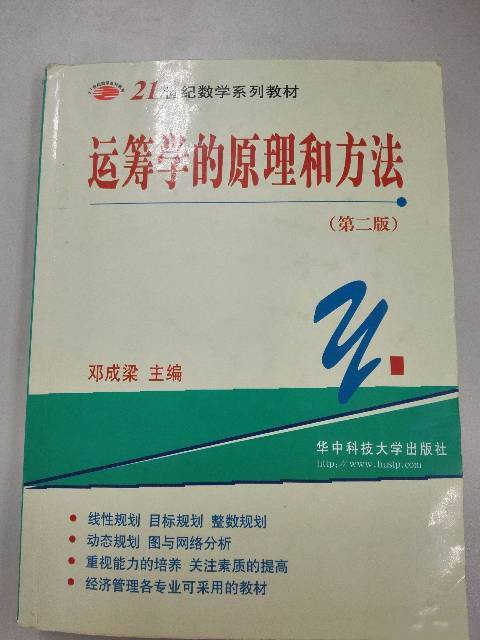 21世纪数学系列教材
运筹学的原理和方法
(第二版)
邓成梁 主编
华中科技大学出版社
http://www.hustp.com
• 线性规划 目标规划 整数规划
• 动态规划 图与网络分析
• 重视能力的培养 关注素质的提高
• 经济管理各专业可采用的教材